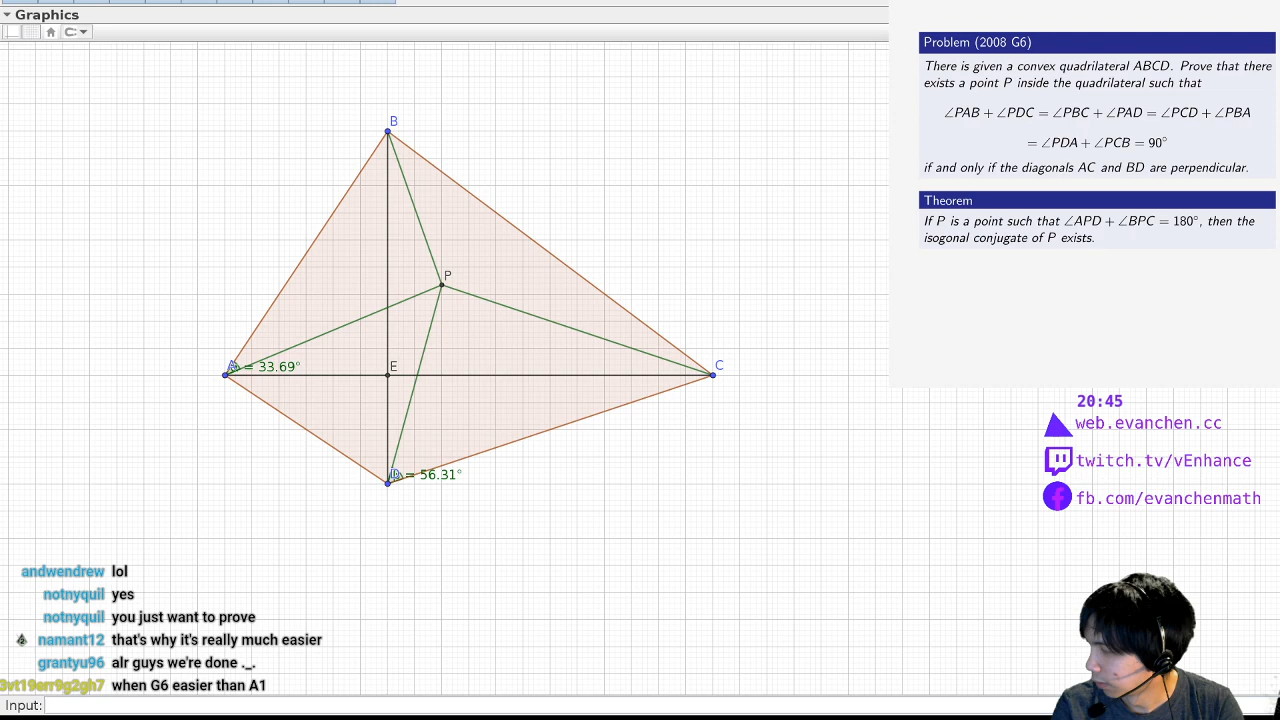 Graphics
Problem (2008 G6)
There is given a convex quadrilateral ABCD. Prove that there
exists a point P inside the quadrilateral such that
∠PAB + ∠PDC = ∠PBC + ∠PAD = ∠PCD + ∠PBA
= ∠PDA + ∠PCB = 90°
if and only if the diagonals AC and BD are perpendicular.
Theorem
If P is a point such that ∠APD + ∠BPC = 180°, then the
isogonal conjugate of P exists.
B
P
= 33.69°
E
C
= 56.31°
20:45
web.evanchen.cc
twitch.tv/vEnhance
fb.com/evanchenmath
andwendrew lol
notnyquil yes
notnyquil you just want to prove
namant12 that's why it's really much easier
grantyu96 alr guys we're done ._.
3vt19err9g2gh7 when G6 easier than A1
Input: